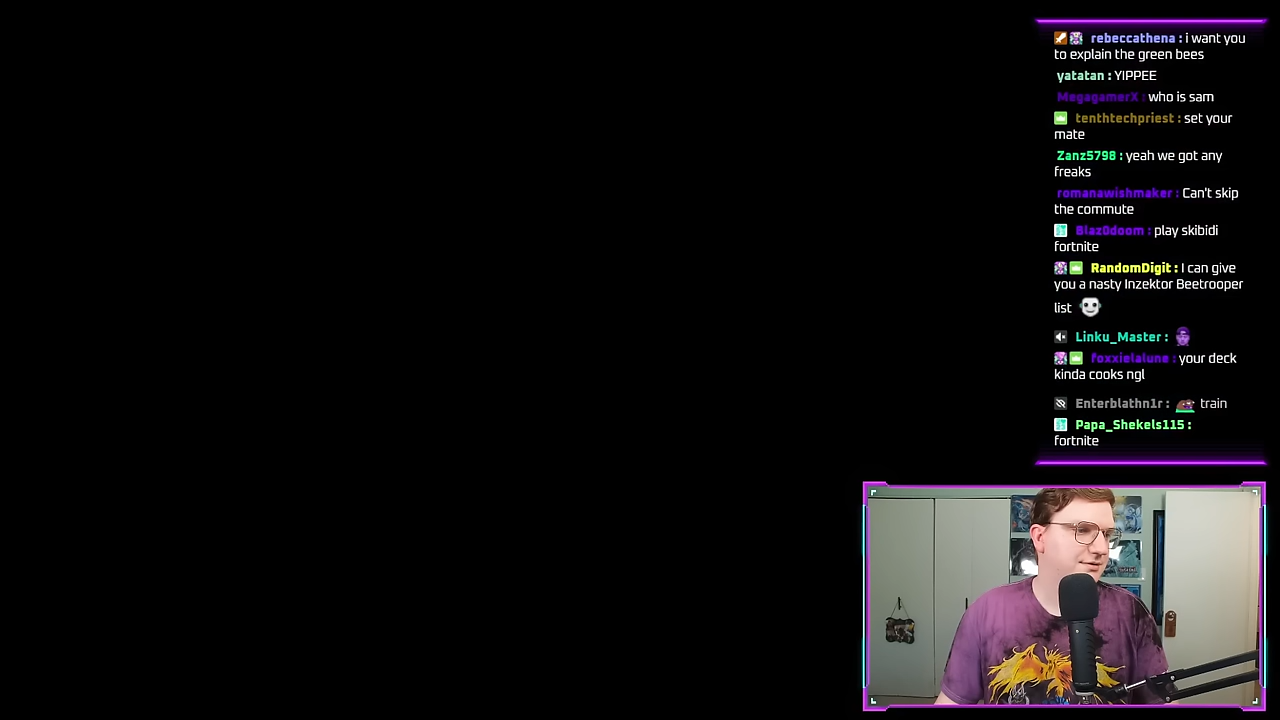 rebeccathena : i want you
to explain the green bees
yatatan : YIPPEE
MegagamerX : who is sam
tenthtechpriest : set your
mate
Zanz5798 : yeah we got any
freaks
romanawishmaker : Can't skip
the commute
Blaz0doom : play skibidi
fortnite
RandomDigit : I can give
you a nasty Inzektor Beetrooper
list
Linku_Master :
foxxielalune : your deck
kinda cooks ngl
Enterblathn1r : train
Papa_Shekels115 :
fortnite